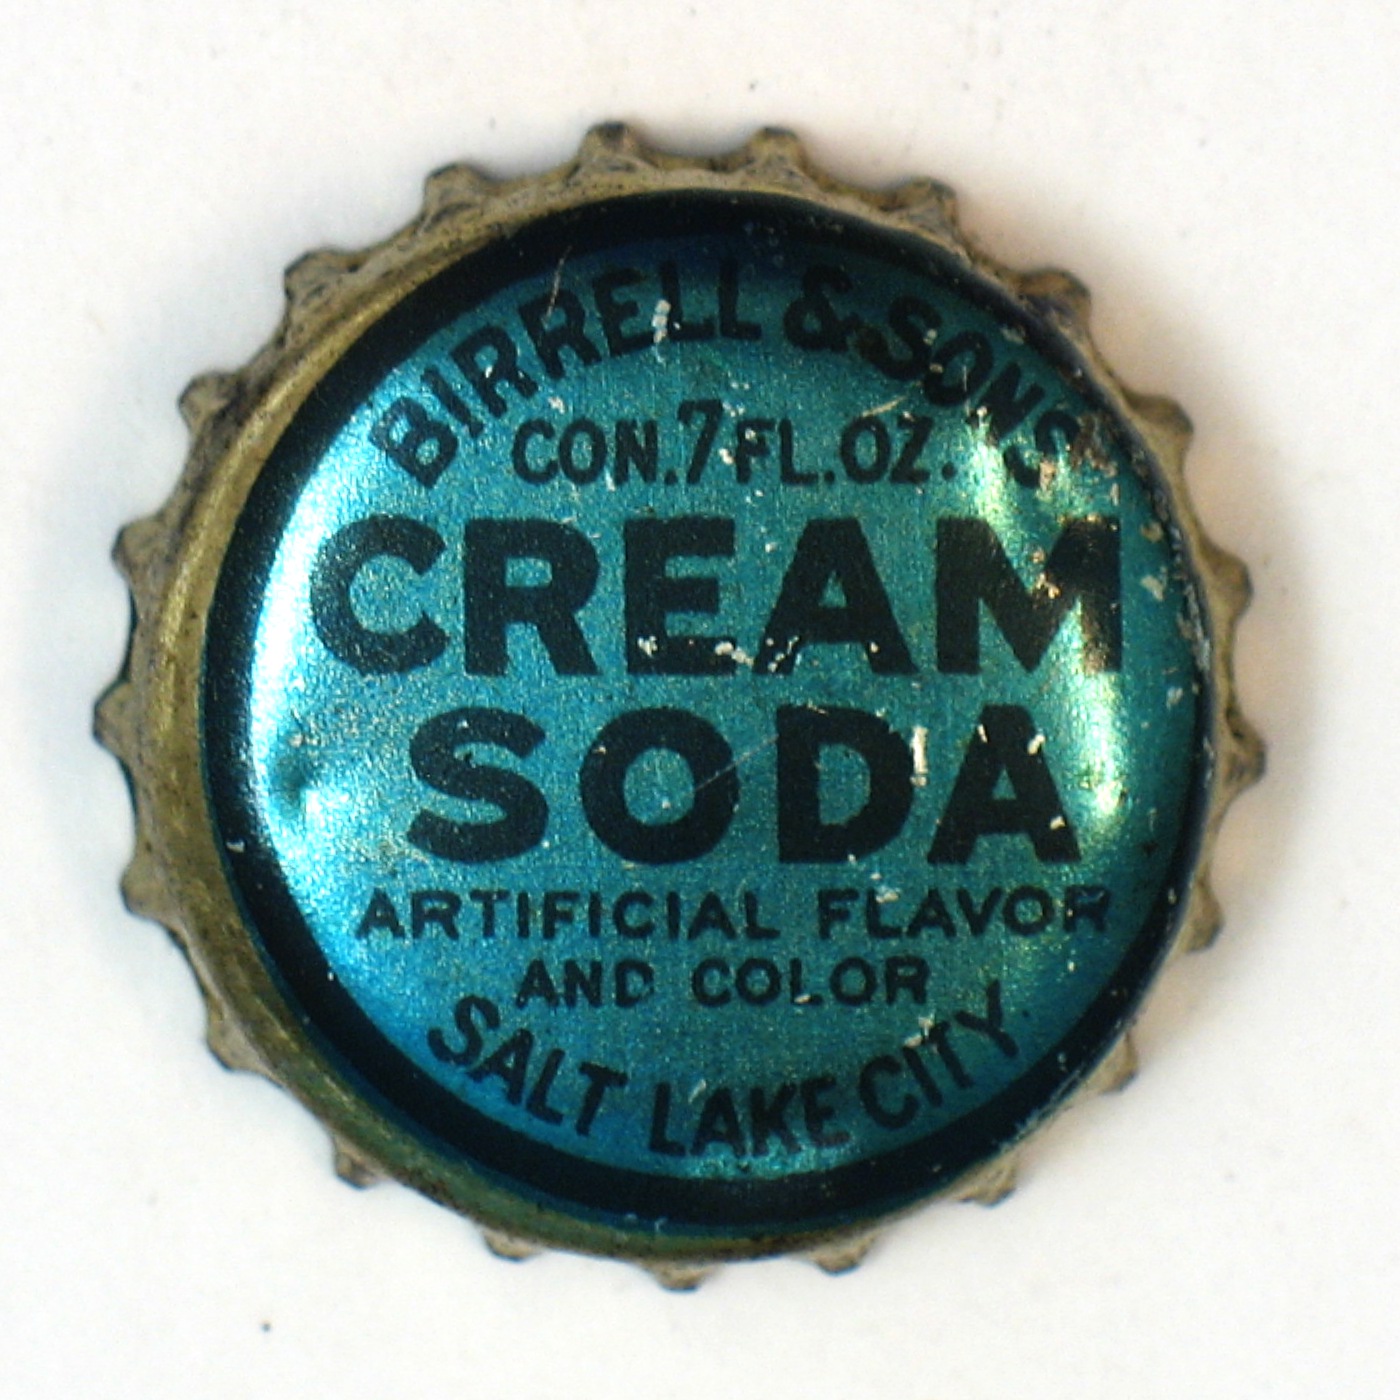 BIRRELL & SONS
CON. 7 FL. OZ.
CREAM
SODA
ARTIFICIAL FLAVOR
AND COLOR
SALT LAKE CITY